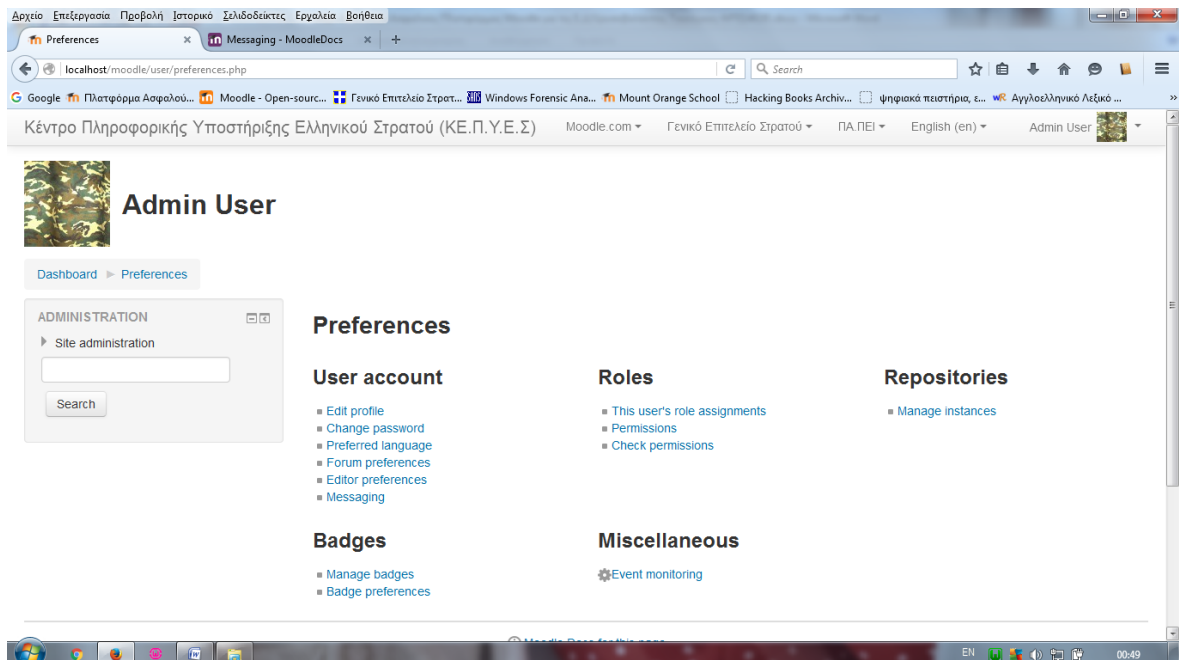 Αρχείο Επεξεργασία Προβολή Ιστορικό Σελιδοδείκτες Εργαλεία Βοήθεια
Preferences × Messaging - MoodleDocs × +
localhost/moodle/user/preferences.php Search
Google Πλατφόρμα Ασφαλού... Moodle - Open-sourc... Γενικό Επιτελείο Στρατ... Windows Forensic Ana... Mount Orange School Hacking Books Archiv... ψηφιακά πειστήρια, ε... Αγγλοελληνικό Λεξικό ... »
Κέντρο Πληροφορικής Υποστήριξης Ελληνικού Στρατού (ΚΕ.Π.Υ.Ε.Σ) Moodle.com Γενικό Επιτελείο Στρατού ΠΑ.ΠΕΙ English (en) Admin User
Admin User
Dashboard Preferences
ADMINISTRATION
Site administration
Search
Preferences
User account
Edit profile
Change password
Preferred language
Forum preferences
Editor preferences
Messaging
Roles
This user's role assignments
Permissions
Check permissions
Repositories
Manage instances
Badges
Manage badges
Badge preferences
Miscellaneous
Event monitoring
Moodle Docs for this page
EN 00:49